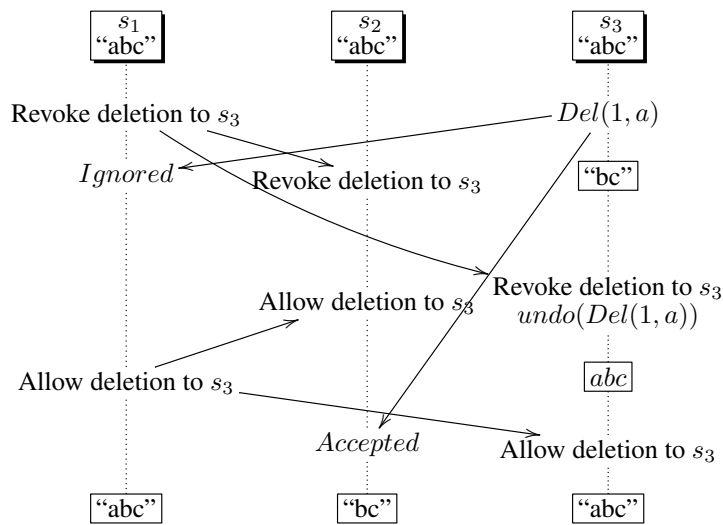 s₁ s₂ s₃
“abc” “abc” “abc”
Revoke deletion to s₃ Del(1, a)
Ignored Revoke deletion to s₃ “bc”
Revoke deletion to s₃
Allow deletion to s₃ undo(Del(1, a))
Allow deletion to s₃ abc
Accepted Allow deletion to s₃
“abc” “bc” “abc”